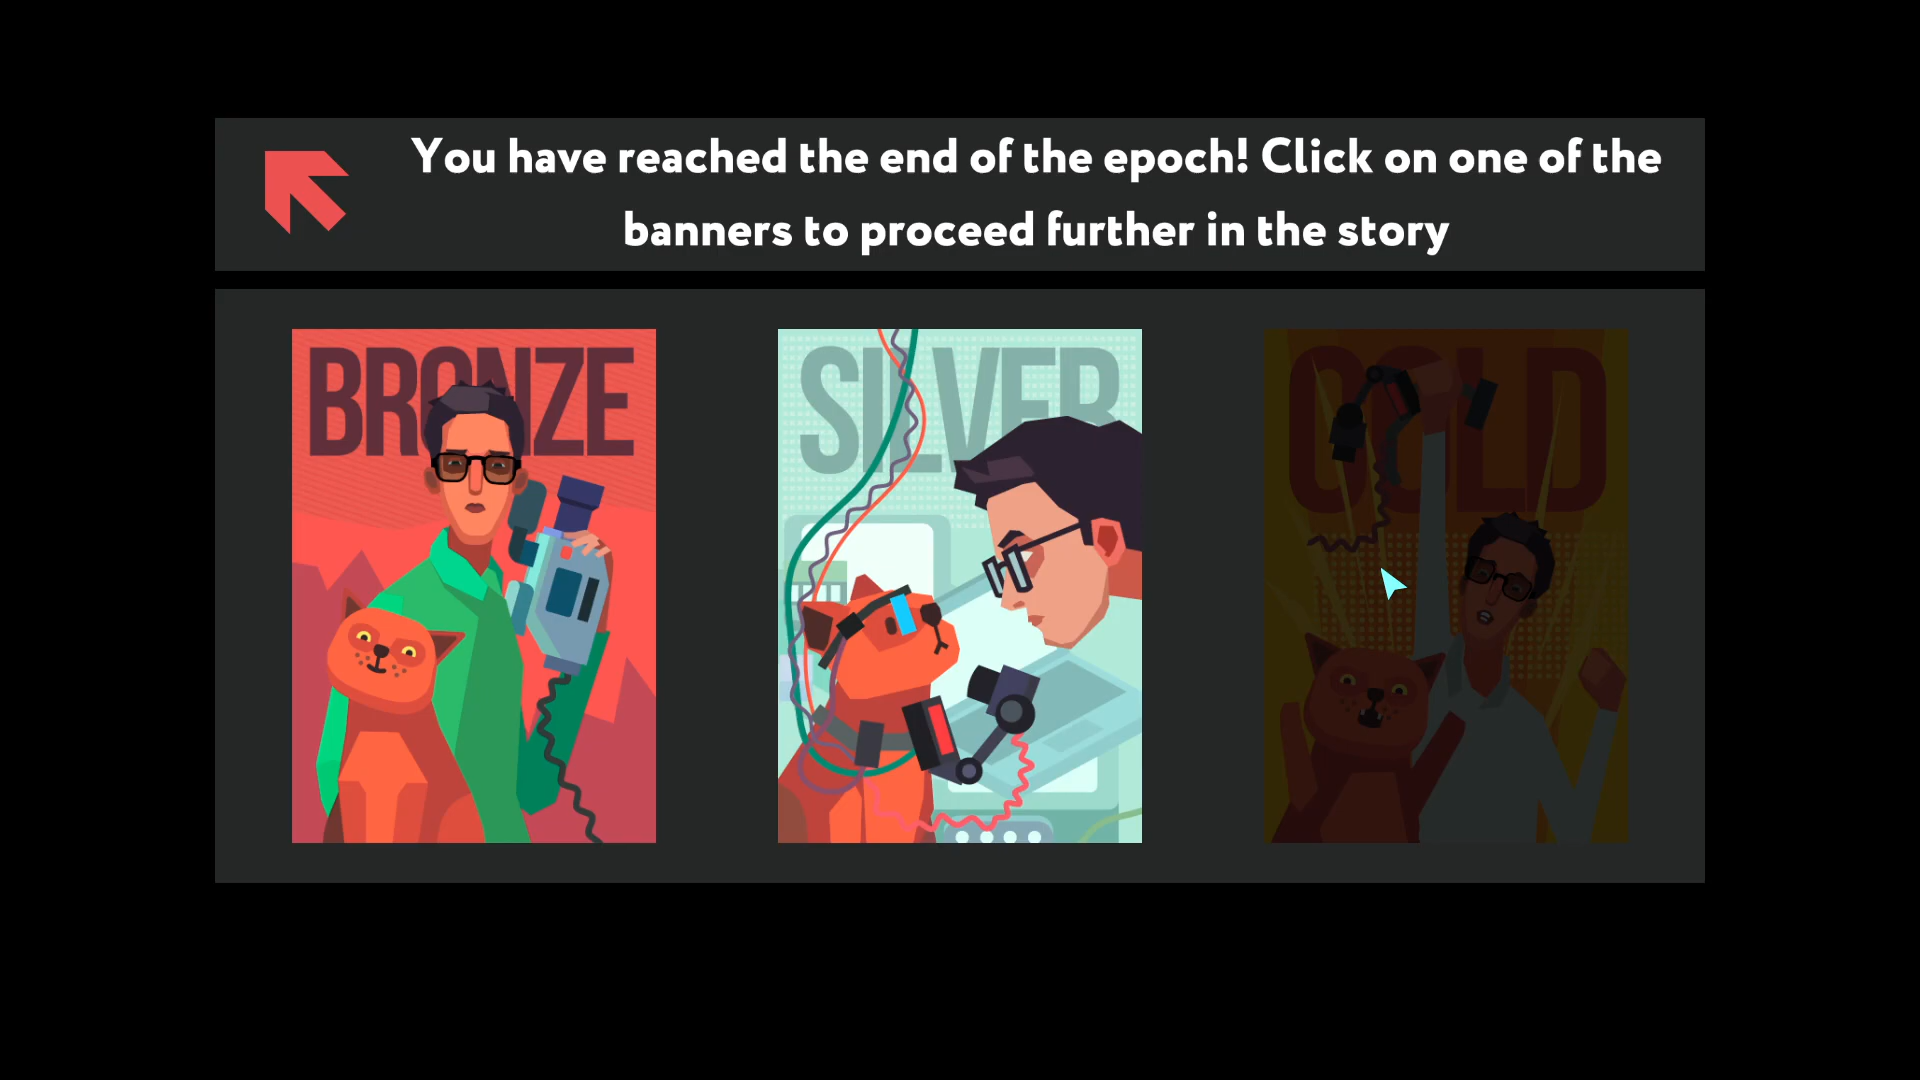 You have reached the end of the epoch! Click on one of the
banners to proceed further in the story
BRONZE
SILVER
GOLD